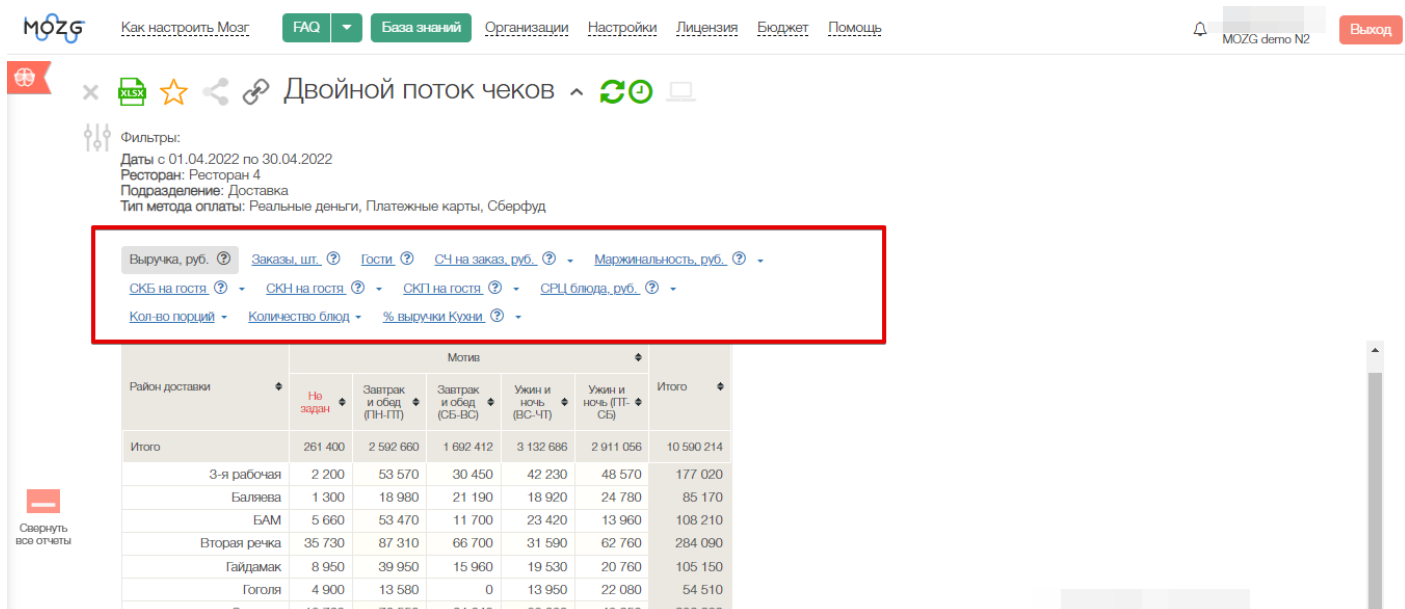 MOZG Как настроить Мозг FAQ База знаний Организации Настройки Лицензия Бюджет Помощь MOZG demo N2 Выход
XLSX Двойной поток чеков
Фильтры:
Даты с 01.04.2022 по 30.04.2022
Ресторан: Ресторан 4
Подразделение: Доставка
Тип метода оплаты: Реальные деньги, Платежные карты, Сберфуд
Выручка, руб. ? Заказы, шт. ? Гости ? СЧ на заказ, руб. ? Маржинальность, руб. ?
СКБ на гостя ? СКН на гостя ? СКП на гостя ? СРЦ блюда, руб. ?
Кол-во порций Количество блюд % выручки Кухни ?
Мотив
Район доставки Не задан Завтрак и обед (ПН-ПТ) Завтрак и обед (СБ-ВС) Ужин и ночь (ВС-ЧТ) Ужин и ночь (ПТ-СБ) Итого
Итого 261 400 2 592 660 1 692 412 3 132 686 2 911 056 10 590 214
3-я рабочая 2 200 53 570 30 450 42 230 48 570 177 020
Баляева 1 300 18 980 21 190 18 920 24 780 85 170
БАМ 5 660 53 470 11 700 23 420 13 960 108 210
Вторая речка 35 730 87 310 66 700 31 590 62 760 284 090
Гайдамак 8 950 39 950 15 960 19 530 20 760 105 150
Гоголя 4 900 13 580 0 13 950 22 080 54 510
Свернуть
все отчеты